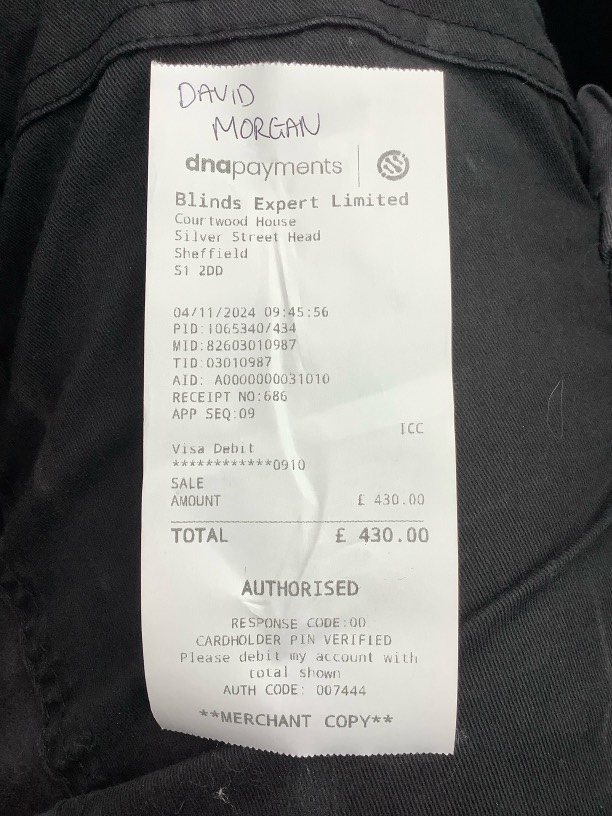 DAVID
MORGAN
dnapayments
Blinds Expert Limited
Courtwood House
Silver Street Head
Sheffield
S1 2DD
04/11/2024 09:45:56
PID:1065340/434
MID:82603010987
TID:03010987
AID: A0000000031010
RECEIPT NO:686
APP SEQ:09
ICC
Visa Debit
************0910
SALE
AMOUNT £ 430.00
TOTAL £ 430.00
AUTHORISED
RESPONSE CODE:00
CARDHOLDER PIN VERIFIED
Please debit my account with
total shown
AUTH CODE: 007444
**MERCHANT COPY**